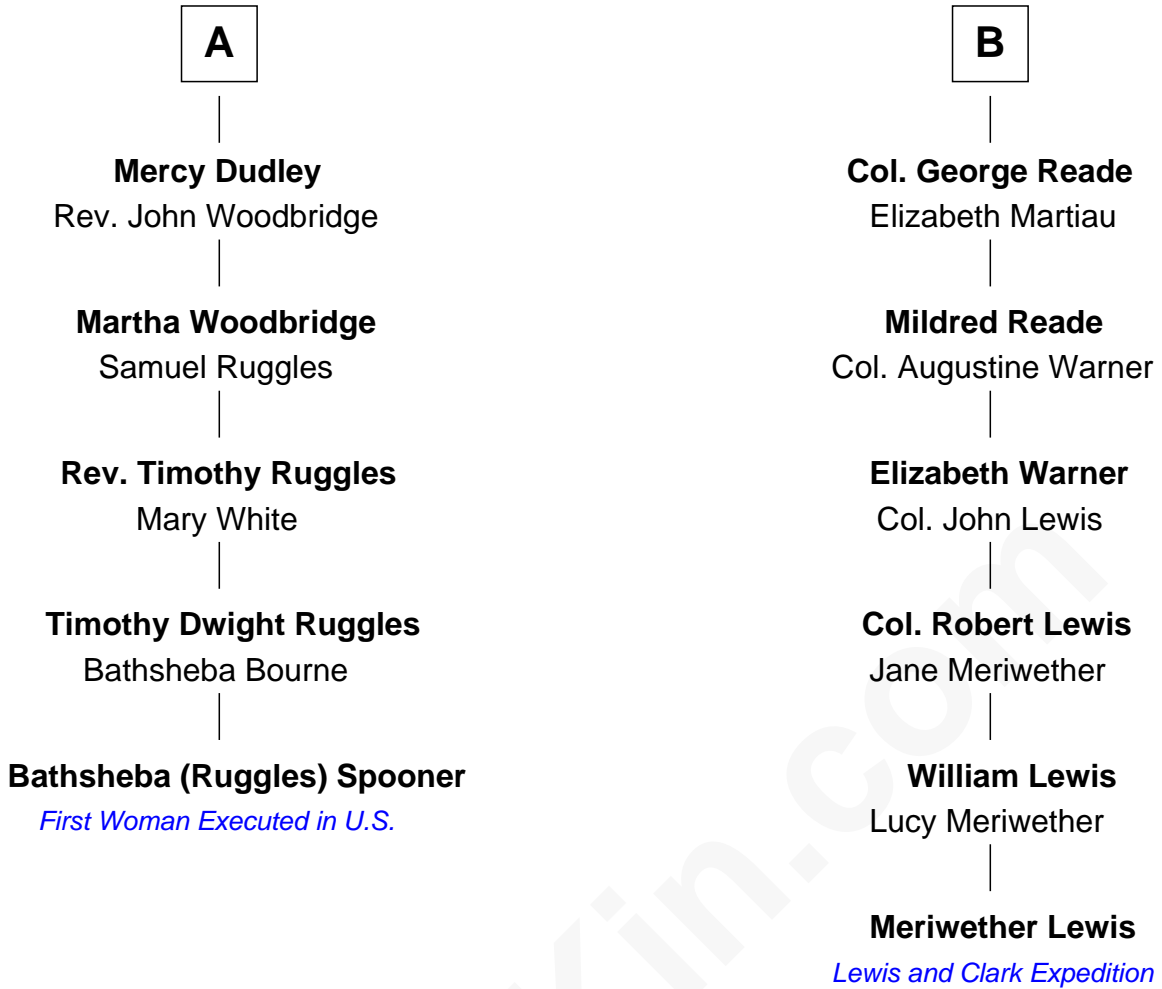 A
Mercy Dudley
Rev. John Woodbridge
Martha Woodbridge
Samuel Ruggles
Rev. Timothy Ruggles
Mary White
Timothy Dwight Ruggles
Bathsheba Bourne
Bathsheba (Ruggles) Spooner
First Woman Executed in U.S.
B
Col. George Reade
Elizabeth Martiau
Mildred Reade
Col. Augustine Warner
Elizabeth Warner
Col. John Lewis
Col. Robert Lewis
Jane Meriwether
William Lewis
Lucy Meriwether
Meriwether Lewis
Lewis and Clark Expedition
Kin.com